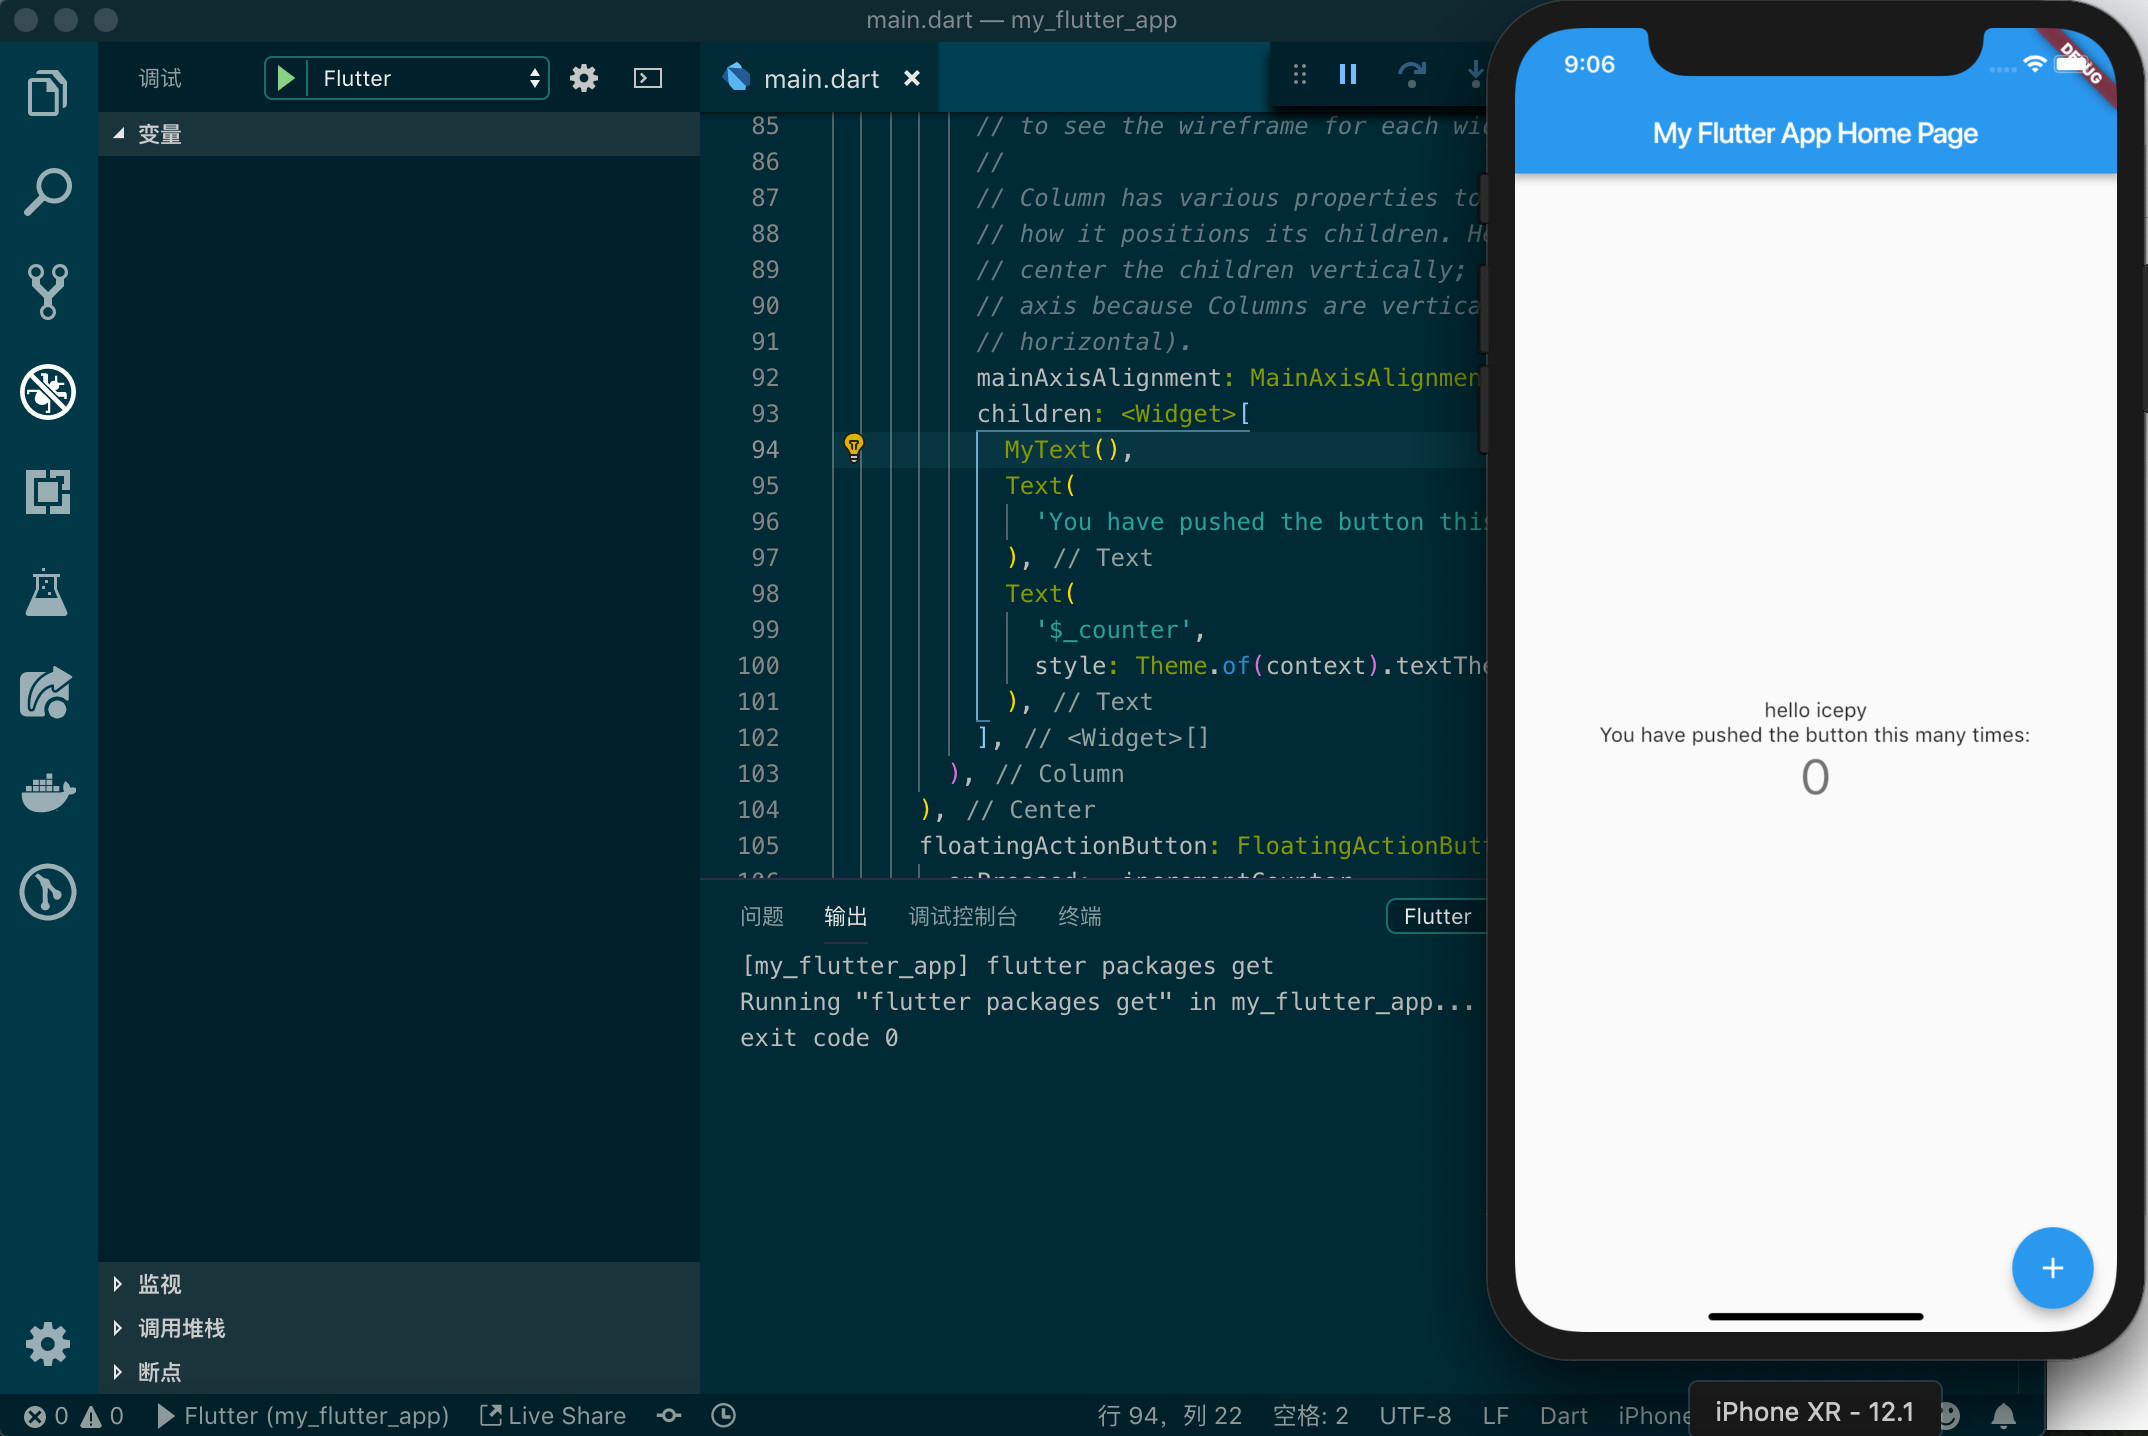 main.dart — my_flutter_app
调试
Flutter
main.dart
变量
85 // to see the wireframe for each
86 //
87 // Column has various properties to
88 // how it positions its children.
89 // center the children vertically;
90 // axis because Columns are
91 // horizontal).
92 mainAxisAlignment:
93 children: <Widget>[
94 MyText(),
95 Text(
96 'You have pushed the button
97 ), // Text
98 Text(
99 '$_counter',
100 style: Theme.of(context).
101 ), // Text
102 ], // <Widget>[]
103 ), // Column
104 ), // Center
105 floatingActionButton:
问题 输出 调试控制台 终端
Flutter
[my_flutter_app] flutter packages get
Running "flutter packages get" in my_flutter_app...
exit code 0
监视
调用堆栈
断点
0 0 Flutter (my_flutter_app) Live Share
行 94，列 22 空格: 2 UTF-8 LF Dart iPhone
9:06
DEBUG
My Flutter App Home Page
hello icepy
You have pushed the button this many times:
0
+
iPhone XR - 12.1